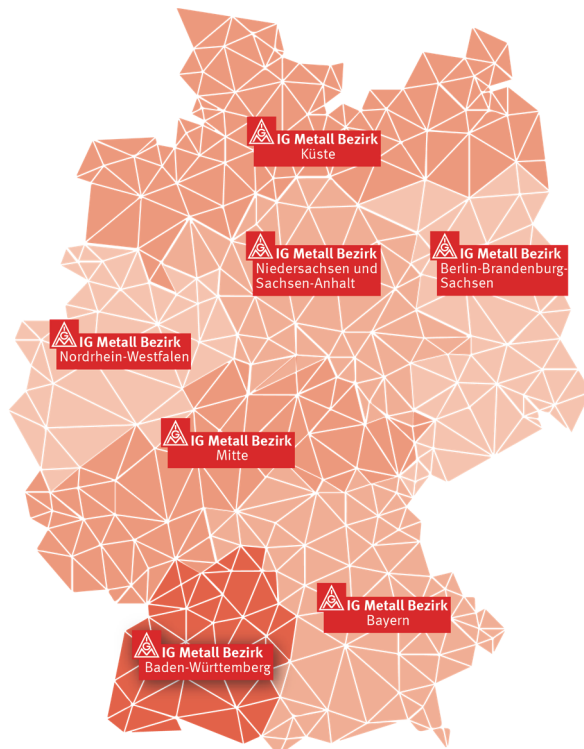 IG Metall Bezirk
Küste
IG Metall Bezirk
Niedersachsen und
Sachsen-Anhalt
IG Metall Bezirk
Berlin-Brandenburg-
Sachsen
IG Metall Bezirk
Nordrhein-Westfalen
IG Metall Bezirk
Mitte
IG Metall Bezirk
Bayern
IG Metall Bezirk
Baden-Württemberg